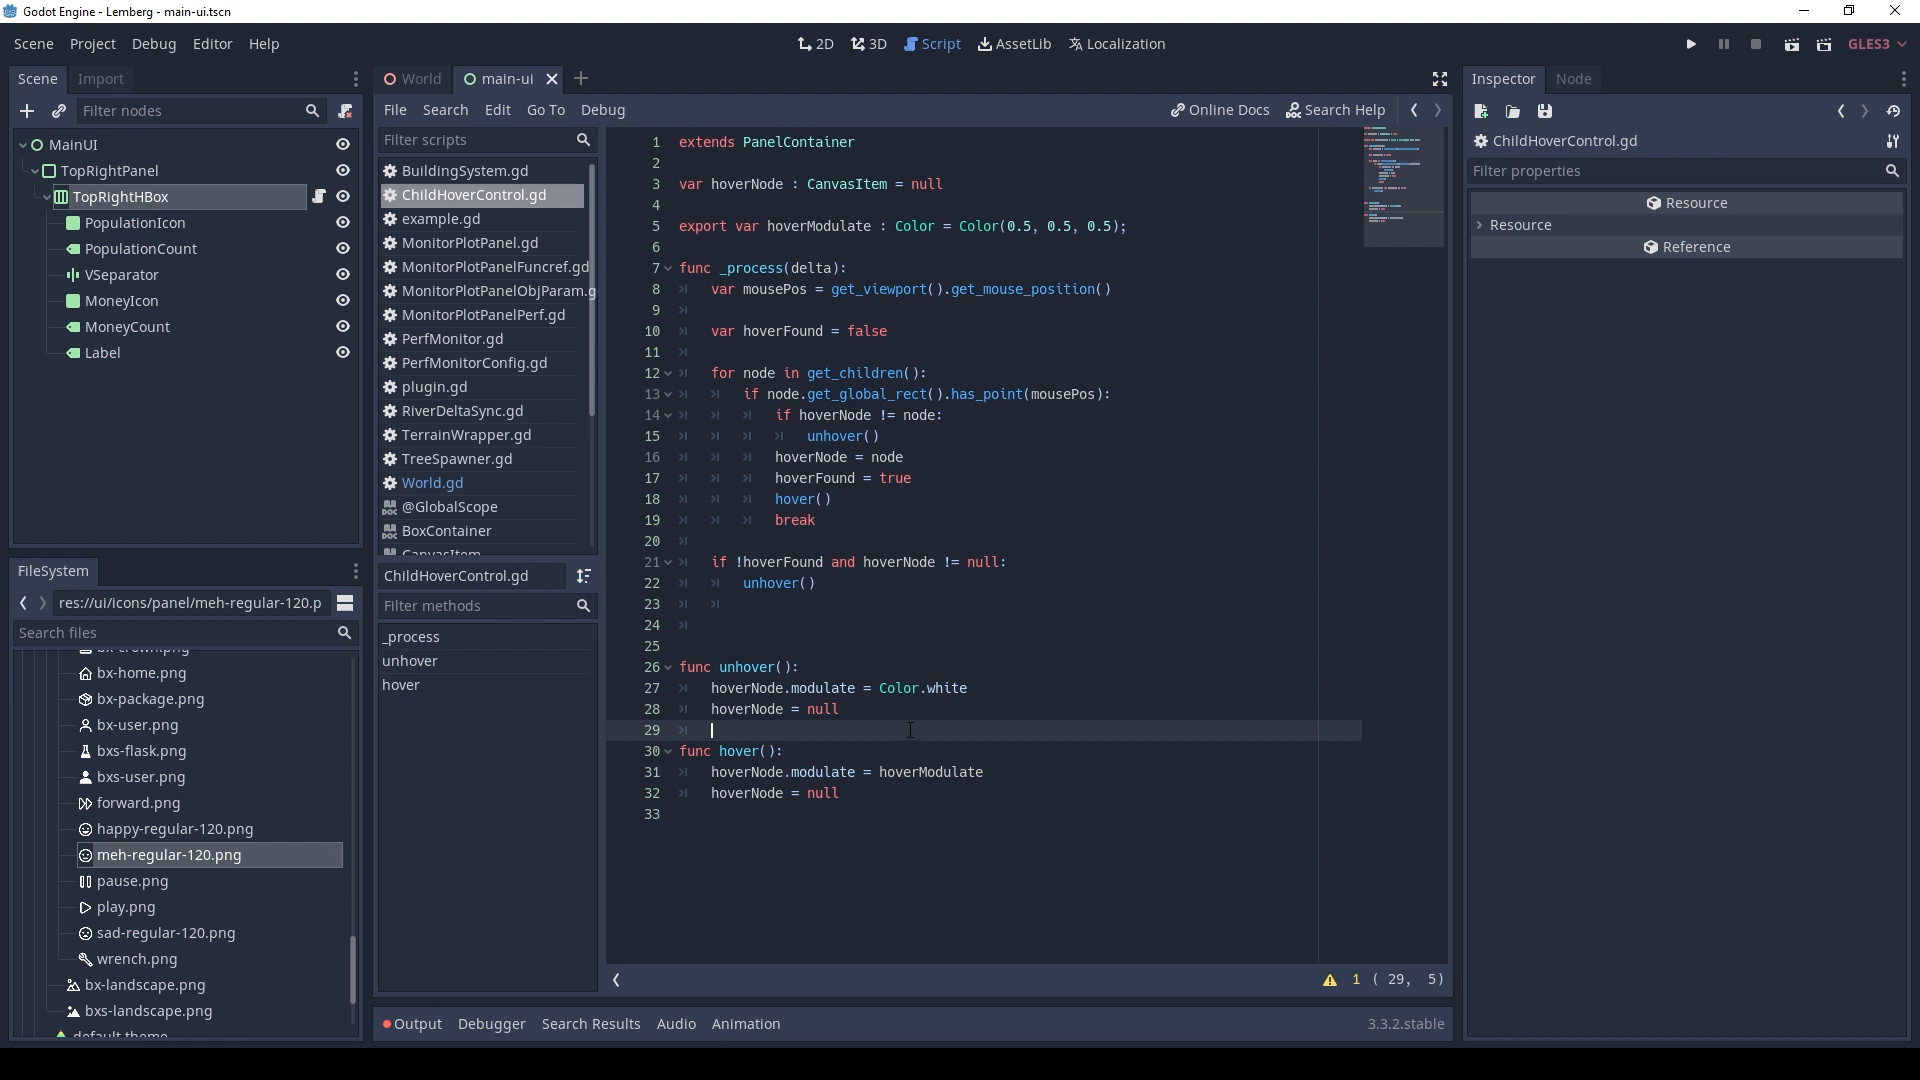 Godot Engine - Lemberg - main-ui.tscn
Scene Project Debug Editor Help
2D 3D Script AssetLib Localization
GLES3
Scene Import
Filter nodes
MainUI
TopRightPanel
TopRightHBox
PopulationIcon
PopulationCount
VSeparator
MoneyIcon
MoneyCount
Label
FileSystem
res://ui/icons/panel/meh-regular-120.p
Search files
bx-crown.png
bx-home.png
bx-package.png
bx-user.png
bxs-flask.png
bxs-user.png
forward.png
happy-regular-120.png
meh-regular-120.png
pause.png
play.png
sad-regular-120.png
wrench.png
bx-landscape.png
bxs-landscape.png
default theme
World main-ui
File Search Edit Go To Debug
Online Docs Search Help
Filter scripts
BuildingSystem.gd
ChildHoverControl.gd
example.gd
MonitorPlotPanel.gd
MonitorPlotPanelFuncref.gd
MonitorPlotPanelObjParam.g
MonitorPlotPanelPerf.gd
PerfMonitor.gd
PerfMonitorConfig.gd
plugin.gd
RiverDeltaSync.gd
TerrainWrapper.gd
TreeSpawner.gd
World.gd
@GlobalScope
BoxContainer
CanvasItem
ChildHoverControl.gd
Filter methods
_process
unhover
hover
1 extends PanelContainer
2
3 var hoverNode : CanvasItem = null
4
5 export var hoverModulate : Color = Color(0.5, 0.5, 0.5);
6
7 func _process(delta):
8 var mousePos = get_viewport().get_mouse_position()
9
10 var hoverFound = false
11
12 for node in get_children():
13 if node.get_global_rect().has_point(mousePos):
14 if hoverNode != node:
15 unhover()
16 hoverNode = node
17 hoverFound = true
18 hover()
19 break
20
21 if !hoverFound and hoverNode != null:
22 unhover()
23
24
25
26 func unhover():
27 hoverNode.modulate = Color.white
28 hoverNode = null
29
30 func hover():
31 hoverNode.modulate = hoverModulate
32 hoverNode = null
33
1 ( 29, 5)
Output Debugger Search Results Audio Animation
3.3.2.stable
Inspector Node
ChildHoverControl.gd
Filter properties
Resource
Resource
Reference